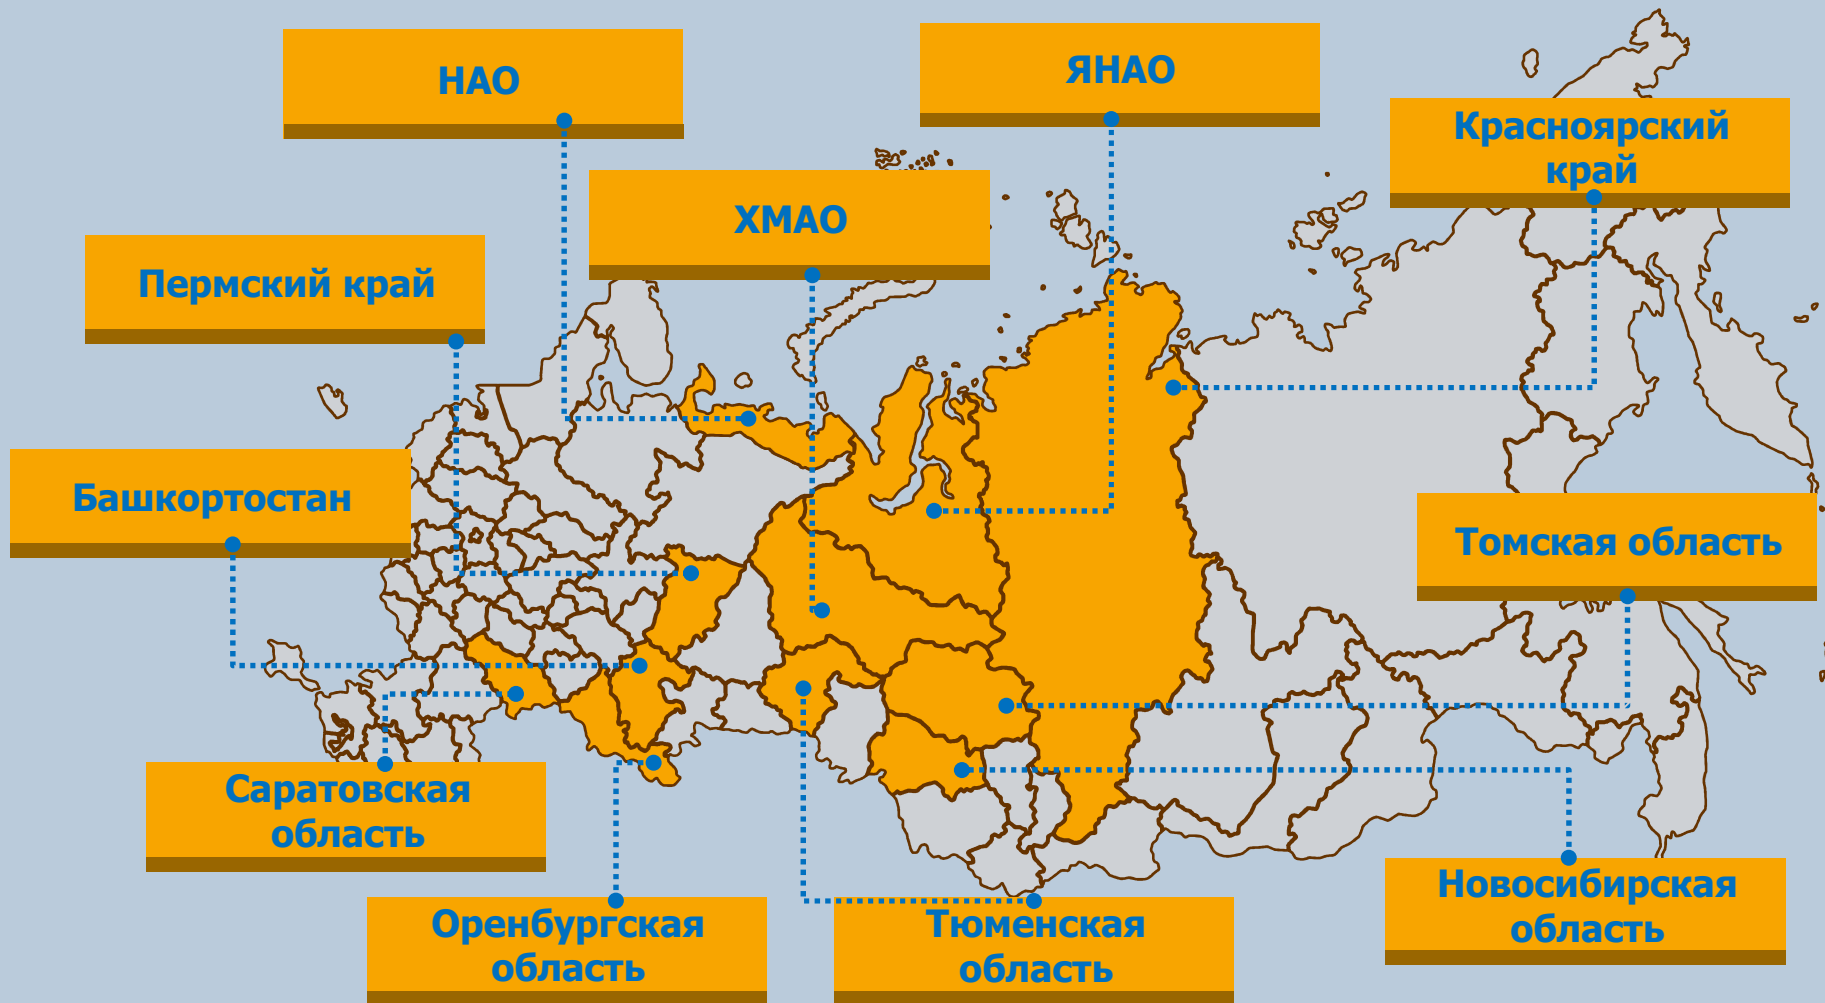 НАО
ЯНАО
Красноярский
край
ХМАО
Пермский край
Башкортостан
Томская область
Саратовская
область
Оренбургская
область
Тюменская
область
Новосибирская
область